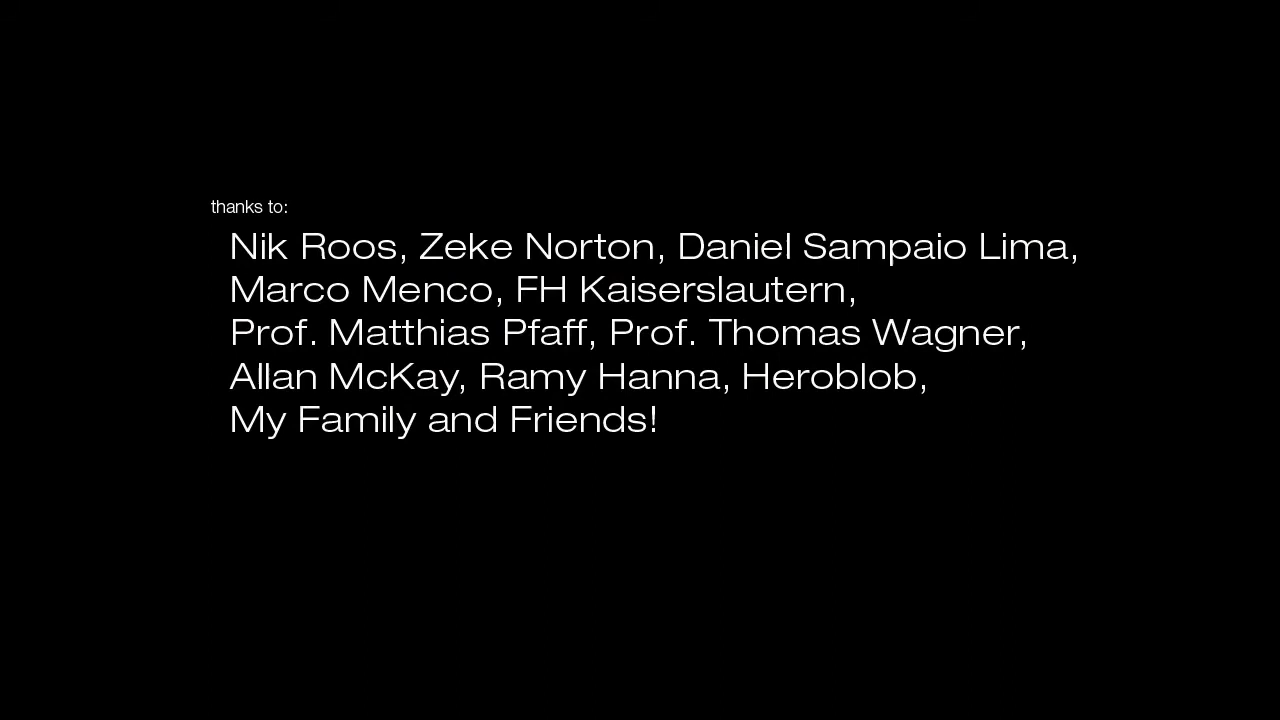 thanks to:
Nik Roos, Zeke Norton, Daniel Sampaio Lima,
Marco Menco, FH Kaiserslautern,
Prof. Matthias Pfaff, Prof. Thomas Wagner,
Allan McKay, Ramy Hanna, Heroblob,
My Family and Friends!